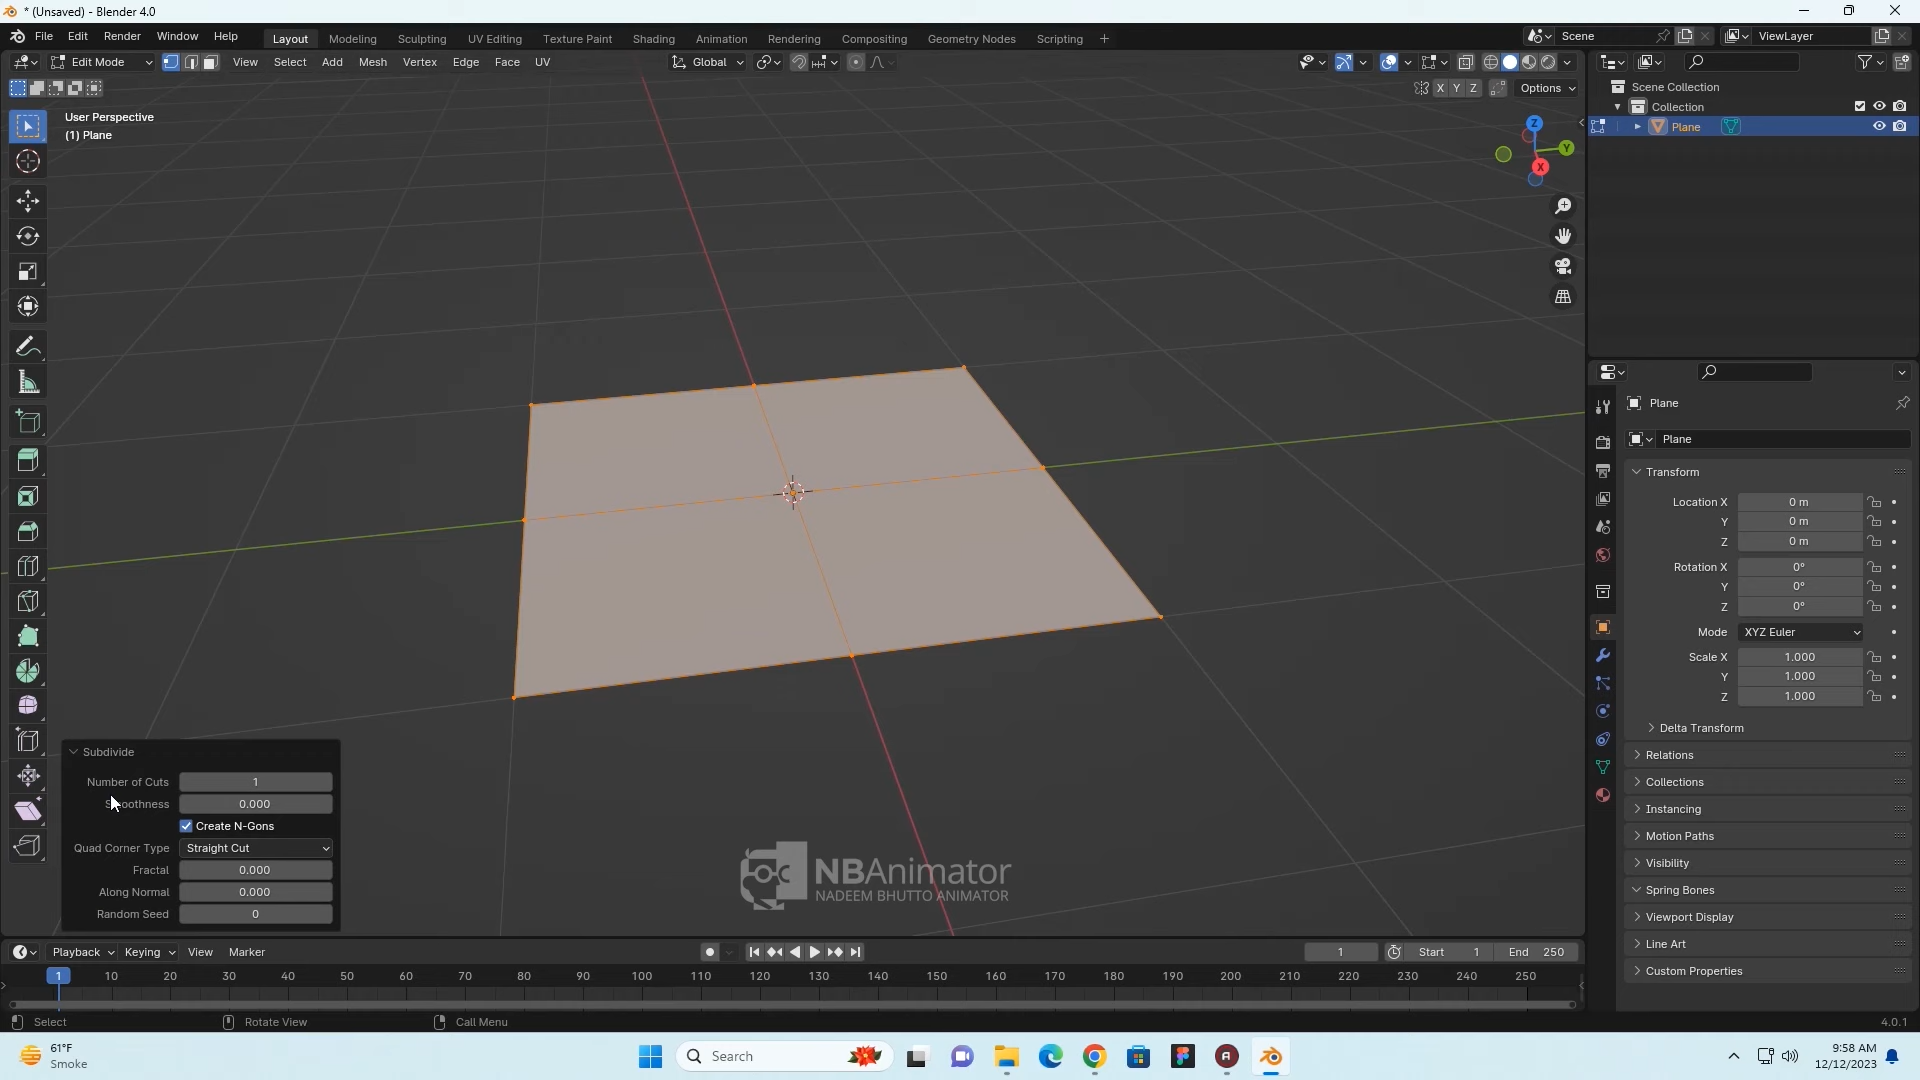 * (Unsaved) - Blender 4.0
File Edit Render Window Help
Layout Modeling Sculpting UV Editing Texture Paint Shading Animation Rendering Compositing Geometry Nodes Scripting +
Scene ViewLayer
Edit Mode View Select Add Mesh Vertex Edge Face UV Global
X Y Z Options
User Perspective
(1) Plane
Z
Y
X
Scene Collection
Collection
Plane
Plane
Plane
Transform
Location X 0 m
Y 0 m
Z 0 m
Rotation X 0°
Y 0°
Z 0°
Mode XYZ Euler
Scale X 1.000
Y 1.000
Z 1.000
Delta Transform
Relations
Collections
Instancing
Motion Paths
Visibility
Spring Bones
Viewport Display
Line Art
Custom Properties
Subdivide
Number of Cuts 1
Smoothness 0.000
Create N-Gons
Quad Corner Type Straight Cut
Fractal 0.000
Along Normal 0.000
Random Seed 0
NBAnimator
NADEEM BHUTTO ANIMATOR
Playback Keying View Marker 1 Start 1 End 250
1 10 20 30 40 50 60 70 80 90 100 110 120 130 140 150 160 170 180 190 200 210 220 230 240 250
Select Rotate View Call Menu 4.0.1
61°F
Smoke
Search
9:58 AM
12/12/2023